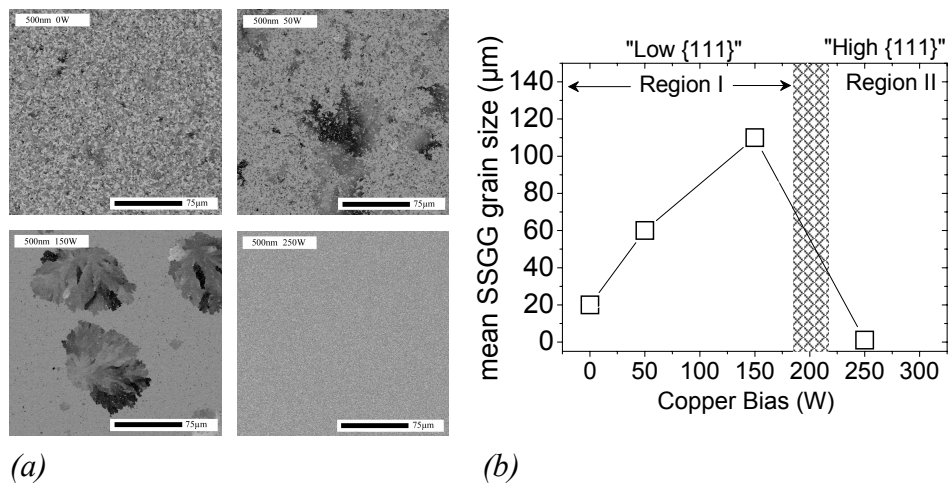 500nm 0W
75μm
500nm 50W
75μm
500nm 150W
75μm
500nm 250W
75μm
(a)
"Low {111}"
"High {111}"
Region I
Region II
mean SSGG grain size (μm)
140
120
100
80
60
40
20
0
0
50
100
150
200
250
300
Copper Bias (W)
(b)